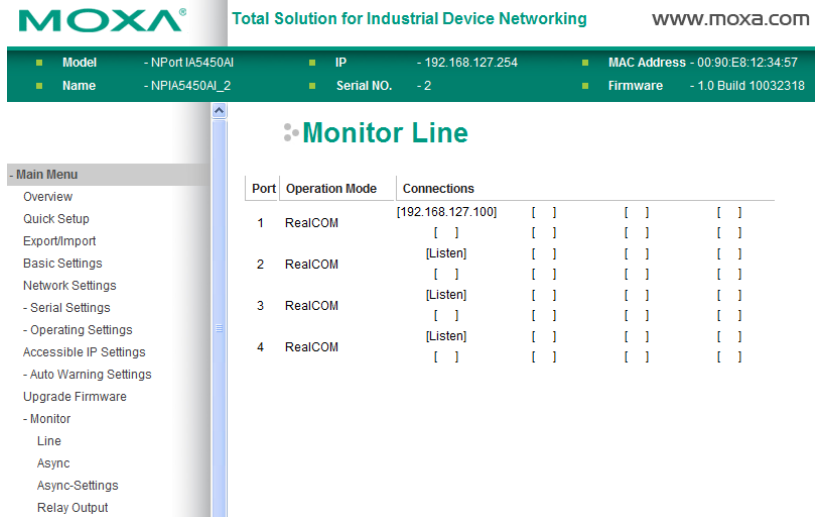 MOXA® Total Solution for Industrial Device Networking www.moxa.com
Model - NPort IA5450AI IP - 192.168.127.254 MAC Address - 00:90:E8:12:34:57
Name - NPIA5450AI_2 Serial NO. - 2 Firmware - 1.0 Build 10032318
Monitor Line
- Main Menu
Overview
Quick Setup
Export/Import
Basic Settings
Network Settings
- Serial Settings
- Operating Settings
Accessible IP Settings
- Auto Warning Settings
Upgrade Firmware
- Monitor
Line
Async
Async-Settings
Relay Output
Port Operation Mode Connections
1 RealCOM [192.168.127.100] [ ] [ ] [ ]
[ ] [ ] [ ] [ ]
2 RealCOM [Listen] [ ] [ ] [ ]
[ ] [ ] [ ] [ ]
3 RealCOM [Listen] [ ] [ ] [ ]
[ ] [ ] [ ] [ ]
4 RealCOM [Listen] [ ] [ ] [ ]
[ ] [ ] [ ] [ ]